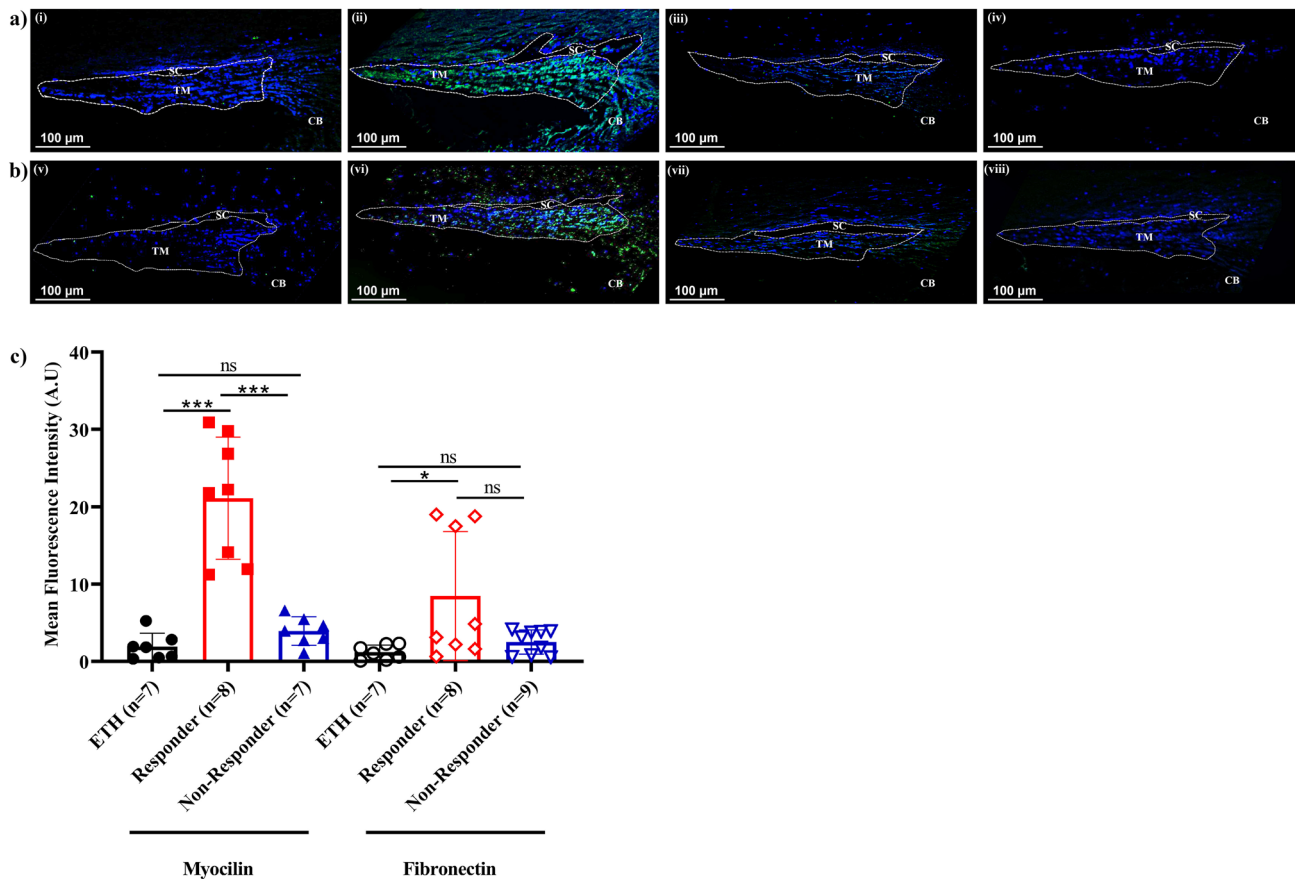 a)
(i)
SC
TM
CB
100 µm
(ii)
SC
TM
CB
100 µm
(iii)
SC
TM
CB
100 µm
(iv)
SC
TM
CB
100 µm
b)
(v)
SC
TM
CB
100 µm
(vi)
SC
TM
CB
100 µm
(vii)
SC
TM
CB
100 µm
(viii)
SC
TM
CB
100 µm
c)
Mean Fluorescence Intensity (A.U)
40
30
20
10
0
ns
***
***
ns
*
ns
ETH (n=7)
Responder (n=8)
Non-Responder (n=7)
ETH (n=7)
Responder (n=8)
Non-Responder (n=9)
Myocilin
Fibronectin